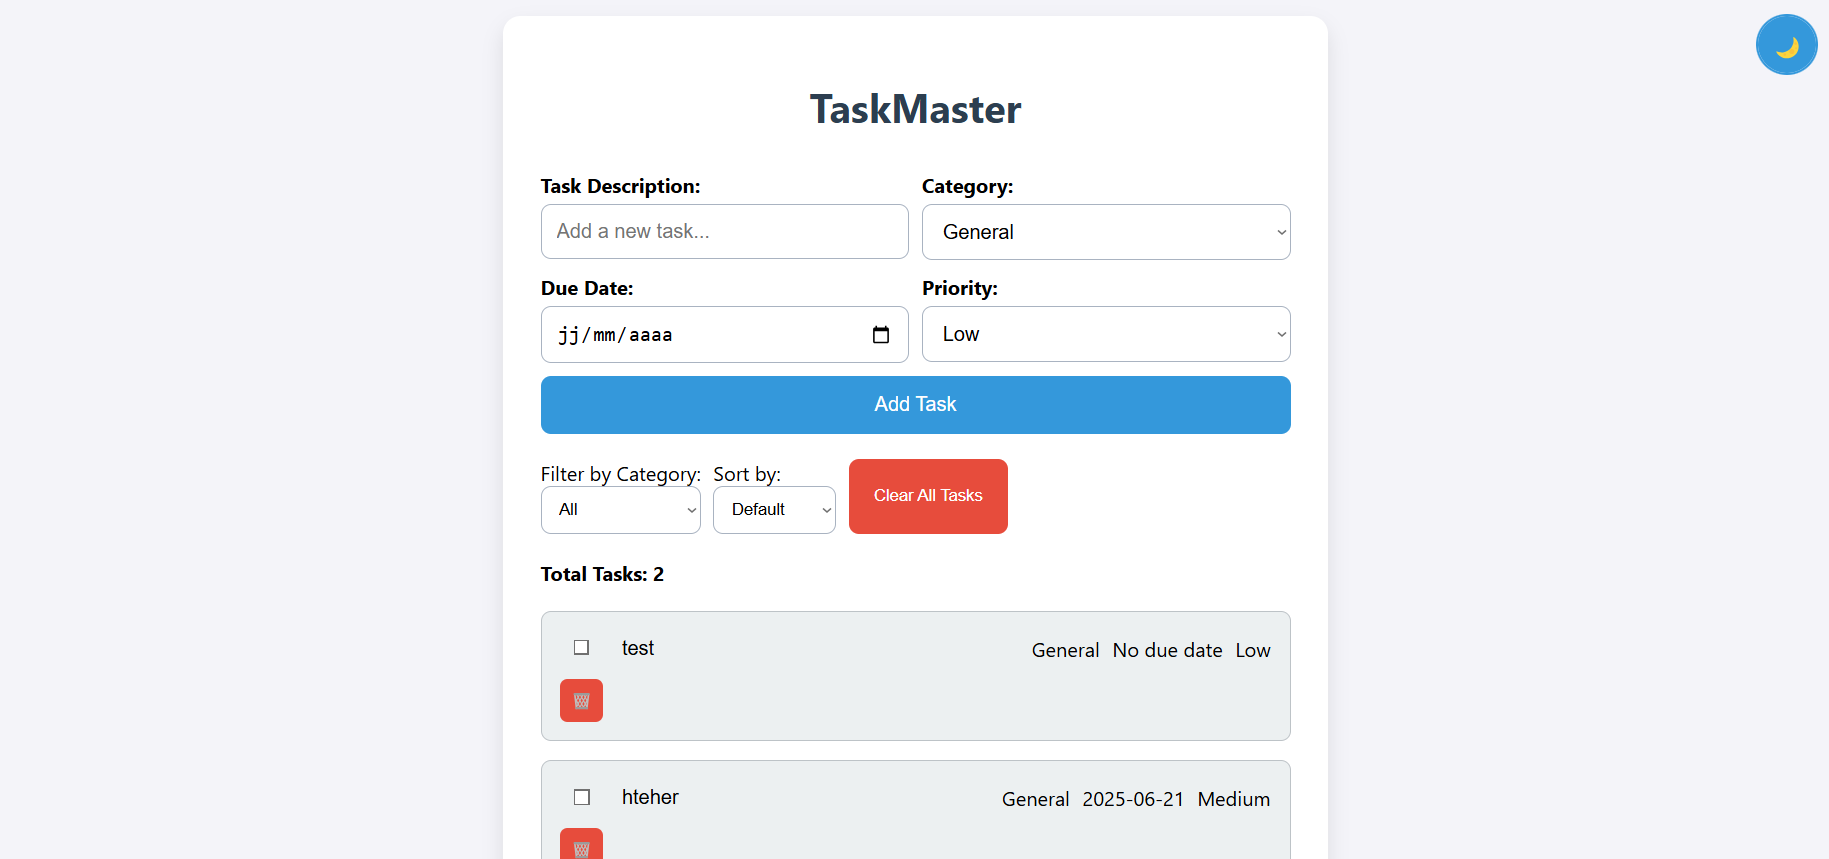 TaskMaster
Task Description: Category:
Add a new task... General
Due Date: Priority:
jj/mm/aaaa Low
Add Task
Filter by Category: Sort by:
All Default Clear All Tasks
Total Tasks: 2
test General No due date Low
hteher General 2025-06-21 Medium